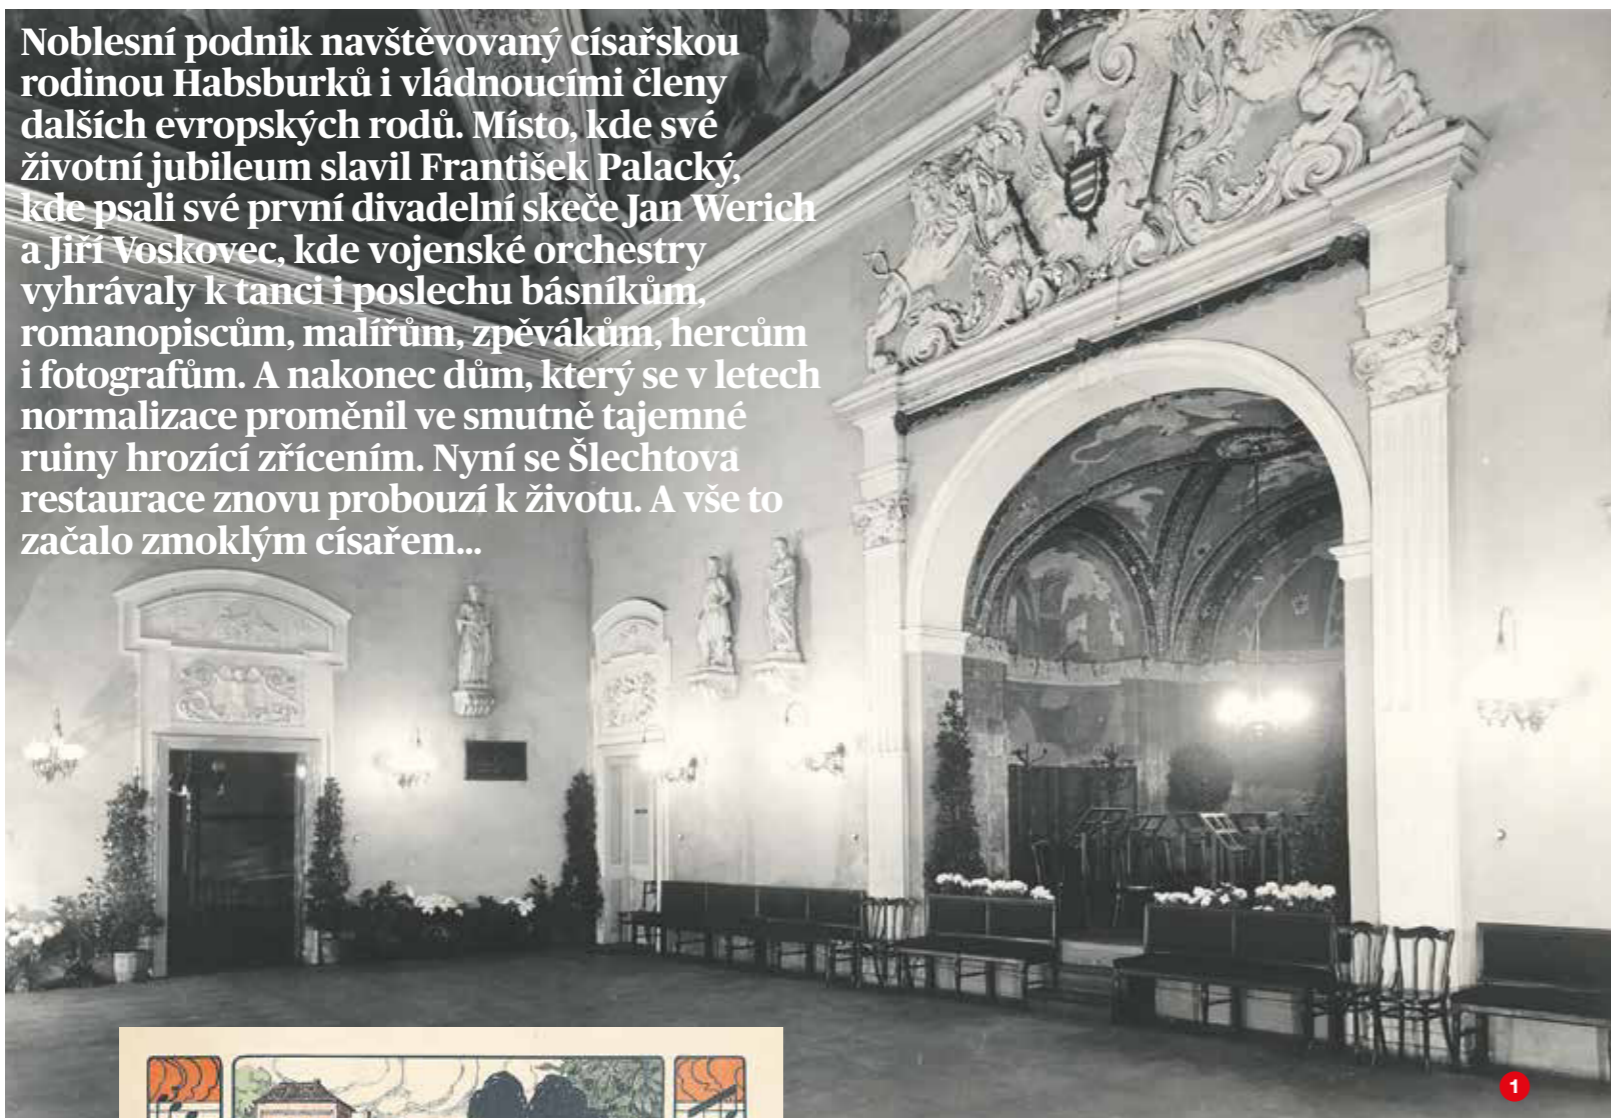 Noblesní podnik navštěvovaný císařskou
rodinou Habsburků i vládnoucími členy
dalších evropských rodů. Místo, kde své
životní jubileum slavil František Palacký,
kde psali své první divadelní skeče Jan Werich
a Jiří Voskovec, kde vojenské orchestry
vyhrávaly k tanci i poslechu básníkům,
romanopiscům, malířům, zpěvákům, hercům
i fotografům. A nakonec dům, který se v letech
normalizace proměnil ve smutně tajemné
ruiny hrozící zřícením. Nyní se Šlechtova
restaurace znovu probouzí k životu. A vše to
začalo zmoklým císařem...
1